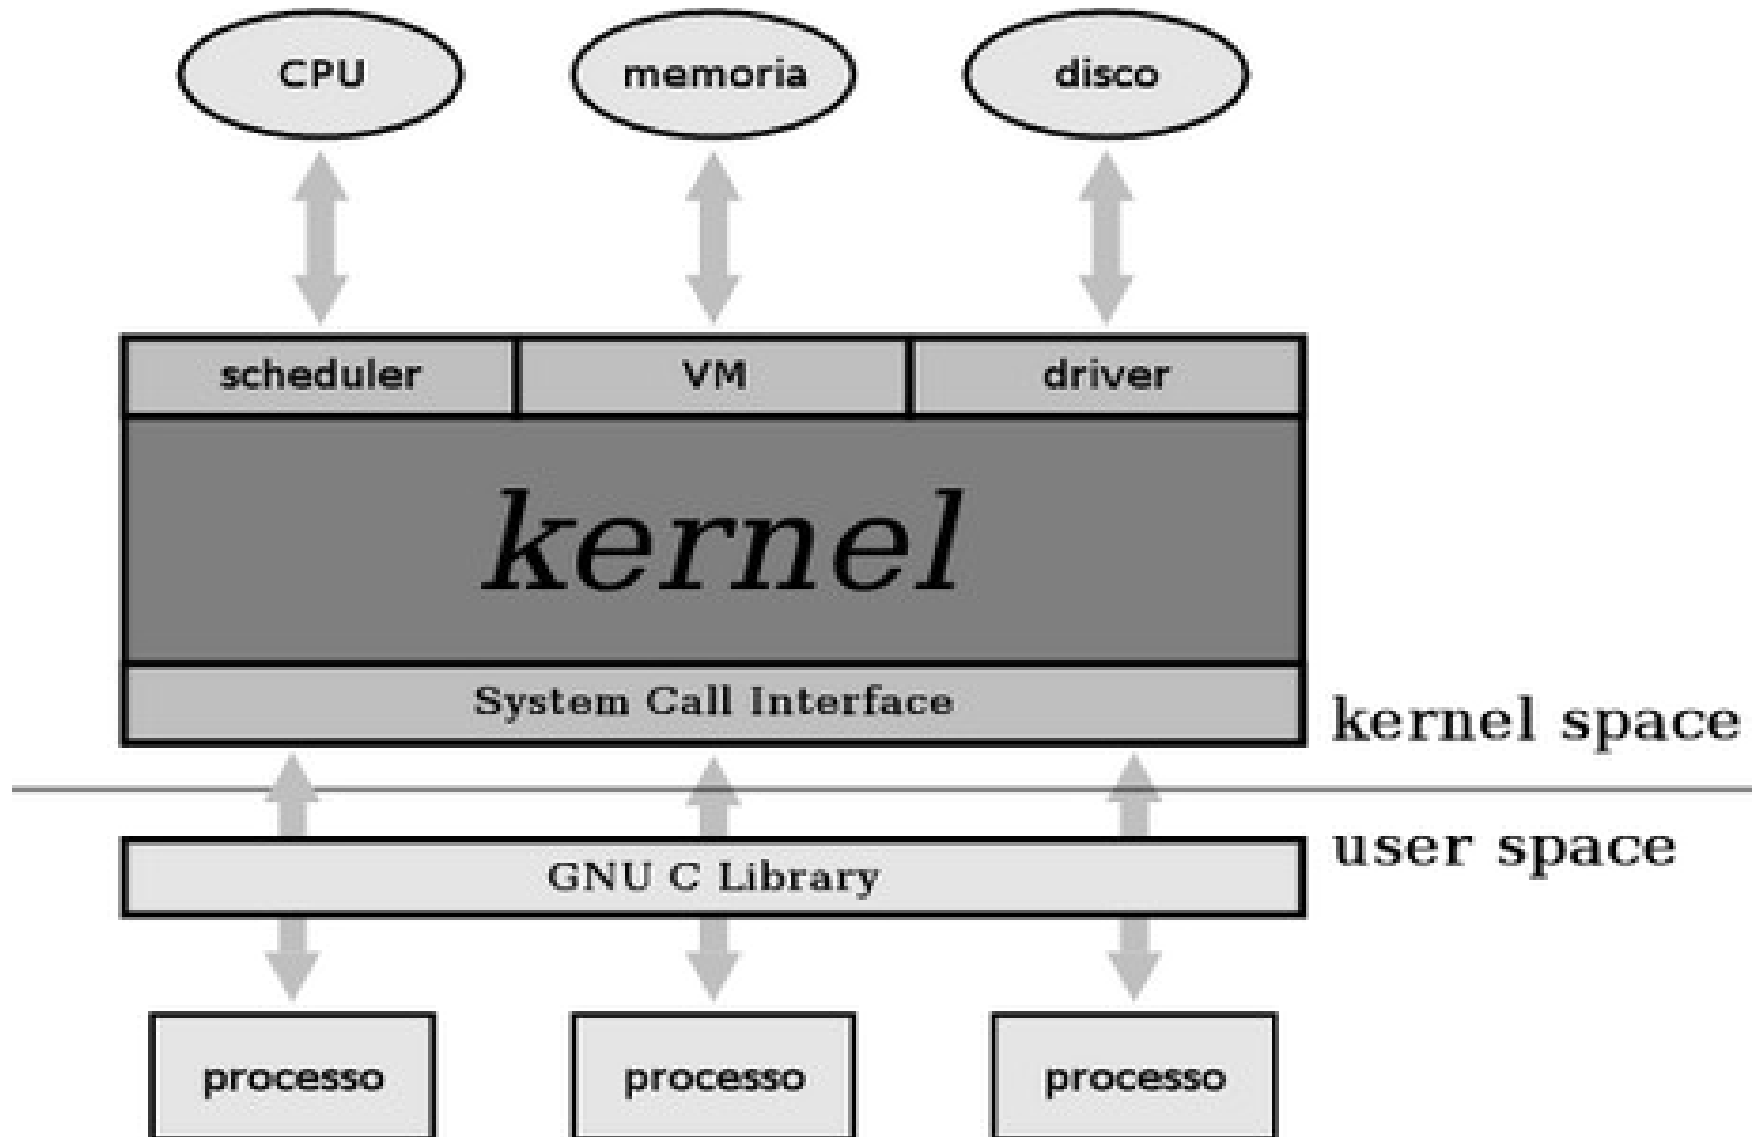 CPU
memoria
disco
scheduler
VM
driver
kernel
System Call Interface
kernel space
user space
GNU C Library
processo
processo
processo